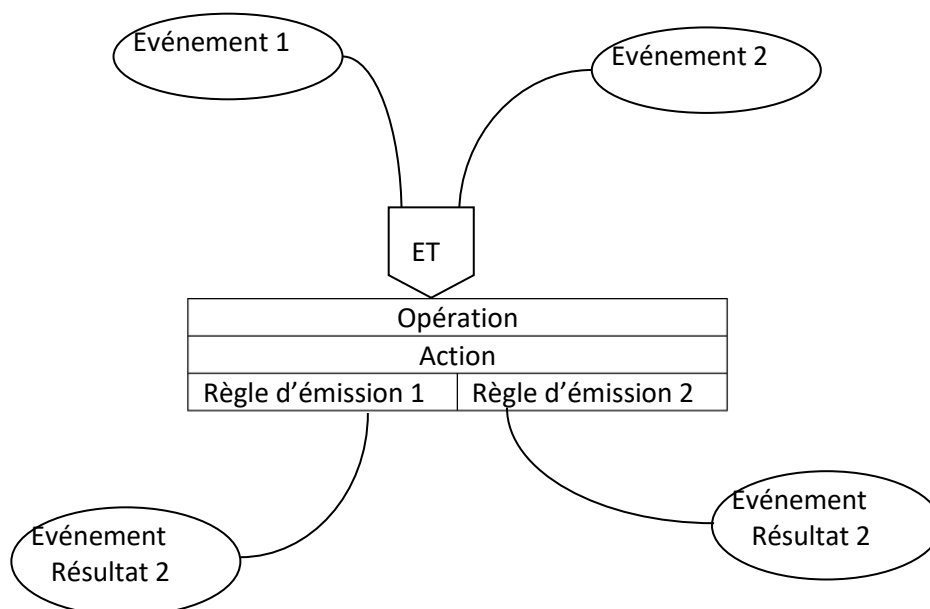 Evénement 1
Evénement 2
ET
Opération
Action
Règle d’émission 1
Règle d’émission 2
Evénement
Résultat 2
Evénement
Résultat 2